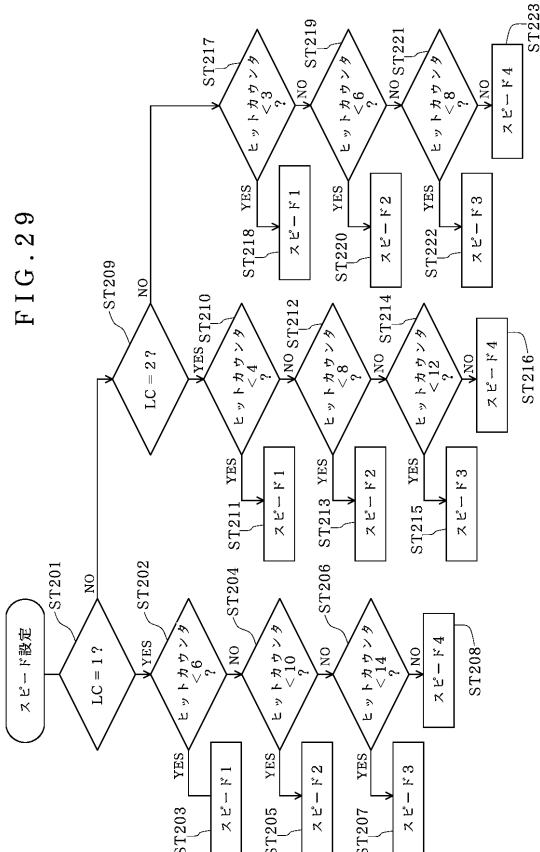 FIG.29
スピード設定
ST201
LC=1?
NO
YES
ST202
ヒットカウンタ
<6
?
YES
NO
ST203
スピード1
ST204
ヒットカウンタ
<10
?
YES
NO
ST205
スピード2
ST206
ヒットカウンタ
<14
?
YES
NO
ST207
スピード3
スピード4
ST208
ST209
LC=2?
NO
YES
ST210
ヒットカウンタ
<4
?
YES
NO
ST211
スピード1
ST212
ヒットカウンタ
<8
?
YES
NO
ST213
スピード2
ST214
ヒットカウンタ
<12
?
YES
NO
ST215
スピード3
スピード4
ST216
ST217
ヒットカウンタ
<3
?
YES
NO
ST218
スピード1
ST219
ヒットカウンタ
<6
?
YES
NO
ST220
スピード2
ST221
ヒットカウンタ
<8
?
YES
NO
ST222
スピード3
スピード4
ST223